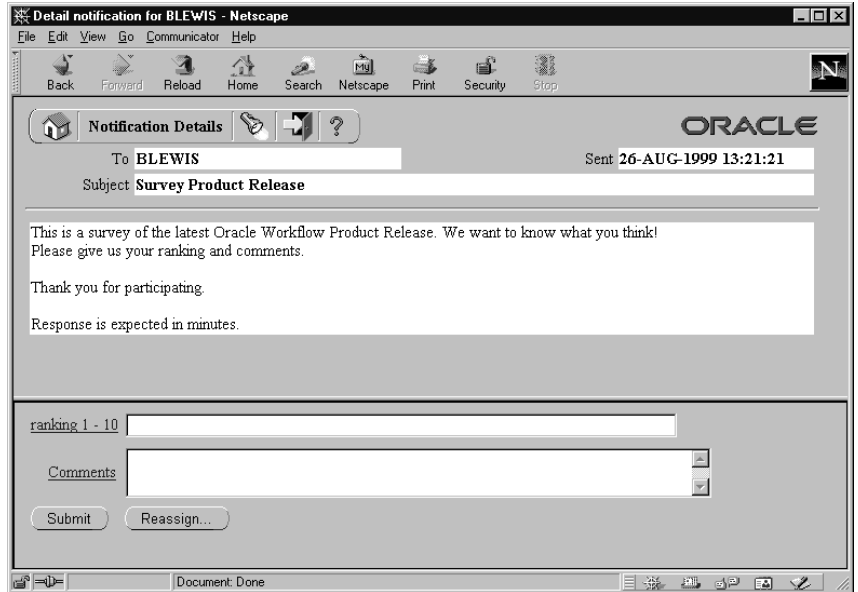 Detail notification for BLEWIS - Netscape
File Edit View Go Communicator Help
Back Forward Reload Home Search Netscape Print Security Stop
My
N
Notification Details ? ORACLE
To BLEWIS Sent 26-AUG-1999 13:21:21
Subject Survey Product Release
This is a survey of the latest Oracle Workflow Product Release. We want to know what you think!
Please give us your ranking and comments.
Thank you for participating.
Response is expected in minutes.
ranking 1 - 10
Comments
Submit Reassign...
Document: Done